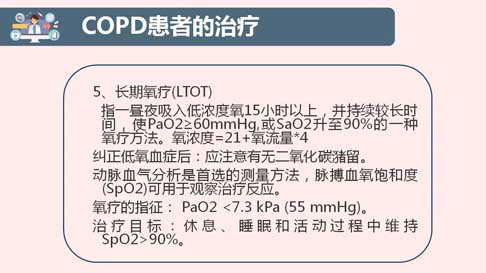 COPD患者的治疗
5、长期氧疗(LTOT)
指一昼夜吸入低浓度氧15小时以上，并持续较长时
间，使PaO2≥60mmHg,或SaO2升至90%的一种
氧疗方法。氧浓度=21+氧流量*4
纠正低氧血症后：应注意有无二氧化碳潴留。
动脉血气分析是首选的测量方法，脉搏血氧饱和度
(SpO2)可用于观察治疗反应。
氧疗的指征： PaO2 <7.3 kPa (55 mmHg)。
治疗目标：休息、睡眠和活动过程中维持
SpO2>90%。